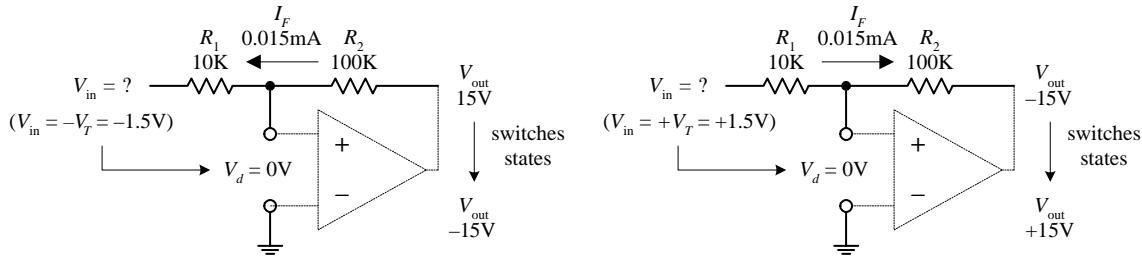 I_F
0.015mA
R_1
10K
R_2
100K
V_in = ?
(V_in = –V_T = –1.5V)
V_out
15V
switches
states
+
V_d = 0V
–
V_out
–15V
I_F
0.015mA
R_1
10K
R_2
100K
V_in = ?
(V_in = +V_T = +1.5V)
V_out
–15V
switches
states
+
V_d = 0V
–
V_out
+15V